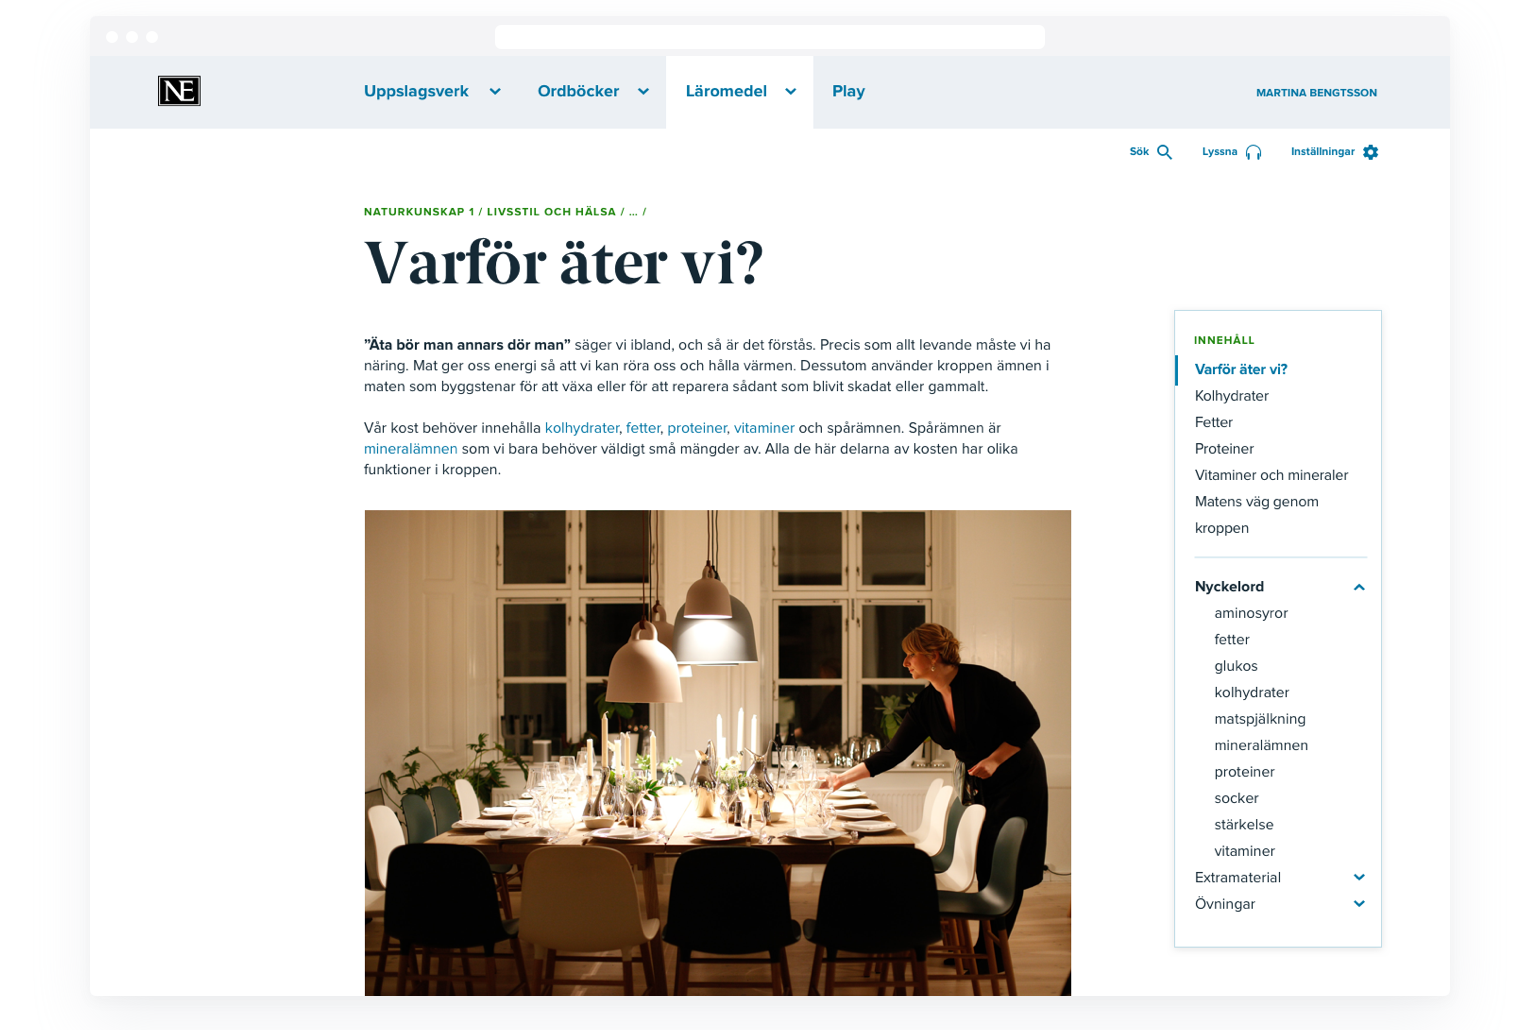 NE
Uppslagsverk
Ordböcker
Läromedel
Play
MARTINA BENGTSSON
Sök
Lyssna
Inställningar
NATURKUNSKAP 1 / LIVSSTIL OCH HÄLSA / ... /
Varför äter vi?
”Äta bör man annars dör man” säger vi ibland, och så är det förstås. Precis som allt levande måste vi ha
näring. Mat ger oss energi så att vi kan röra oss och hålla värmen. Dessutom använder kroppen ämnen i
maten som byggstenar för att växa eller för att reparera sådant som blivit skadat eller gammalt.
Vår kost behöver innehålla kolhydrater, fetter, proteiner, vitaminer och spårämnen. Spårämnen är
mineralämnen som vi bara behöver väldigt små mängder av. Alla de här delarna av kosten har olika
funktioner i kroppen.
INNEHÅLL
Varför äter vi?
Kolhydrater
Fetter
Proteiner
Vitaminer och mineraler
Matens väg genom
kroppen
Nyckelord
aminosyror
fetter
glukos
kolhydrater
matspjälkning
mineralämnen
proteiner
socker
stärkelse
vitaminer
Extramaterial
Övningar